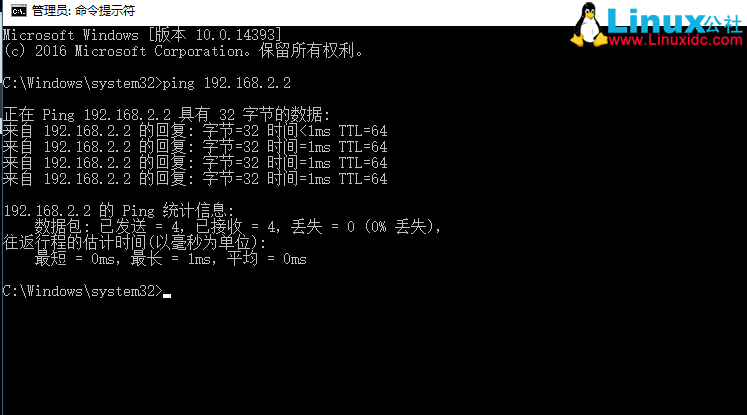 管理员: 命令提示符
Linux公社
www.Linuxidc.com
Microsoft Windows [版本 10.0.14393]
(c) 2016 Microsoft Corporation。保留所有权利。
C:\Windows\system32>ping 192.168.2.2
正在 Ping 192.168.2.2 具有 32 字节的数据:
来自 192.168.2.2 的回复: 字节=32 时间<1ms TTL=64
来自 192.168.2.2 的回复: 字节=32 时间=1ms TTL=64
来自 192.168.2.2 的回复: 字节=32 时间=1ms TTL=64
来自 192.168.2.2 的回复: 字节=32 时间=1ms TTL=64
192.168.2.2 的 Ping 统计信息:
数据包: 已发送 = 4，已接收 = 4，丢失 = 0 (0% 丢失)，
往返行程的估计时间(以毫秒为单位):
最短 = 0ms，最长 = 1ms，平均 = 0ms
C:\Windows\system32>